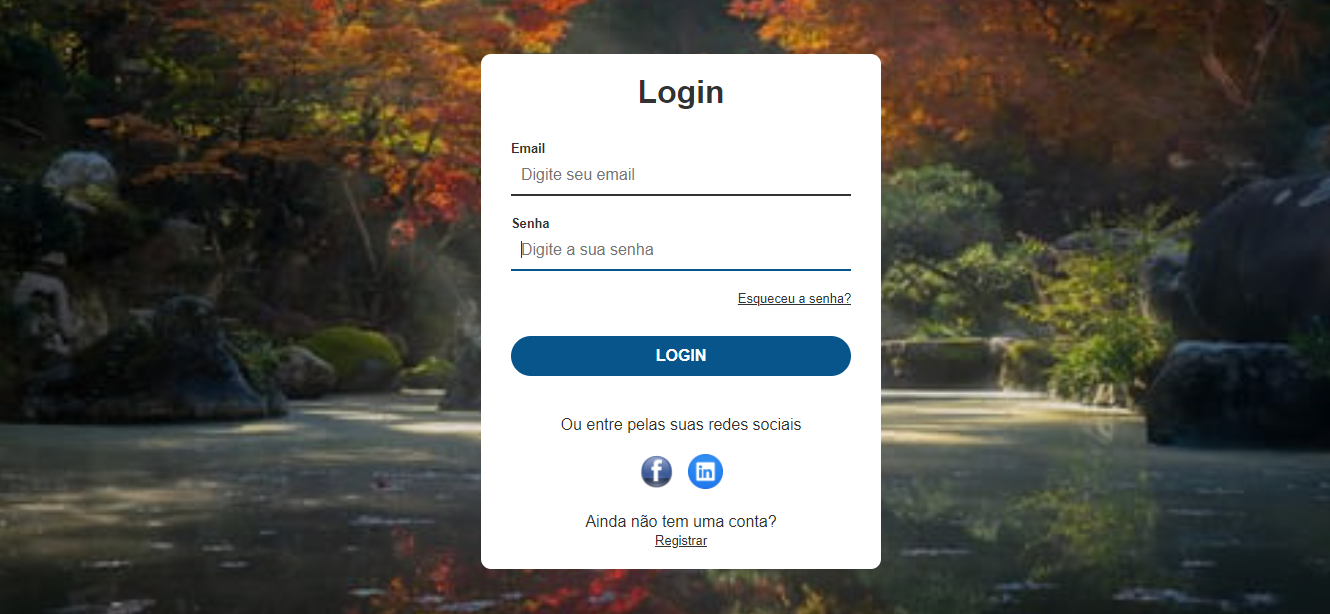 Login
Email
Digite seu email
Senha
Digite a sua senha
Esqueceu a senha?
LOGIN
Ou entre pelas suas redes sociais
f in
Ainda não tem uma conta?
Registrar